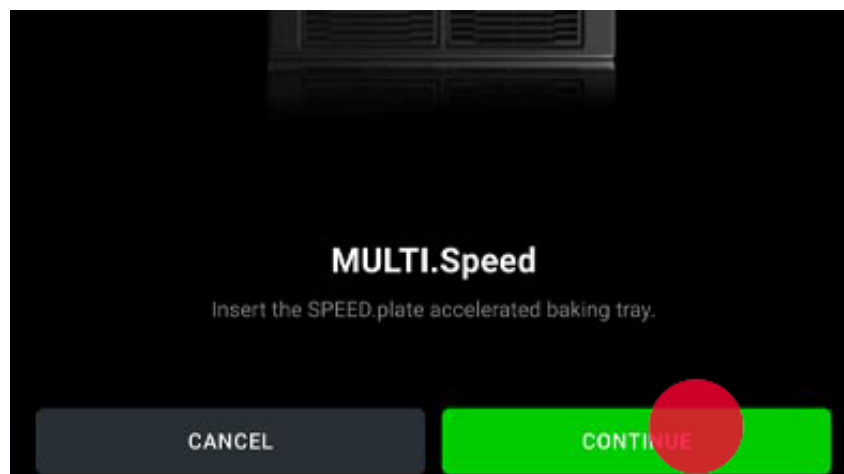 MULTI.Speed
Insert the SPEED.plate accelerated baking tray.
CANCEL
CONTINUE